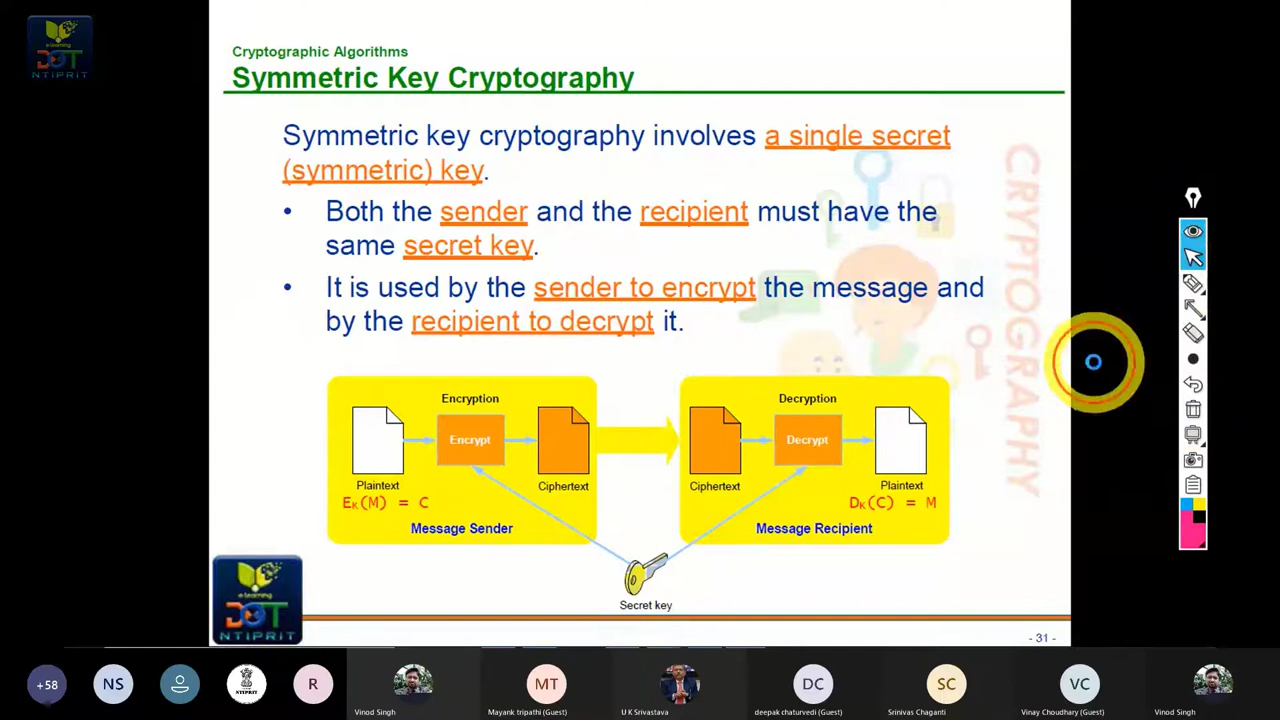 e-learning
DOT
NTIPRIT
Cryptographic Algorithms
Symmetric Key Cryptography
Symmetric key cryptography involves a single secret
(symmetric) key.
• Both the sender and the recipient must have the
same secret key.
• It is used by the sender to encrypt the message and
by the recipient to decrypt it.
CRYPTOGRAPHY
Encryption
Encrypt
Plaintext
Ciphertext
EK(M) = C
Message Sender
Decryption
Decrypt
Ciphertext
Plaintext
DK(C) = M
Message Recipient
Secret key
e-learning
DOT
NTIPRIT
- 31 -
+58
NS
NTIPRIT
R
MT
DC
SC
VC
Vinod Singh
Mayank tripathi (Guest)
U K Srivastava
deepak chaturvedi (Guest)
Srinivas Chaganti
Vinay Choudhary (Guest)
Vinod Singh